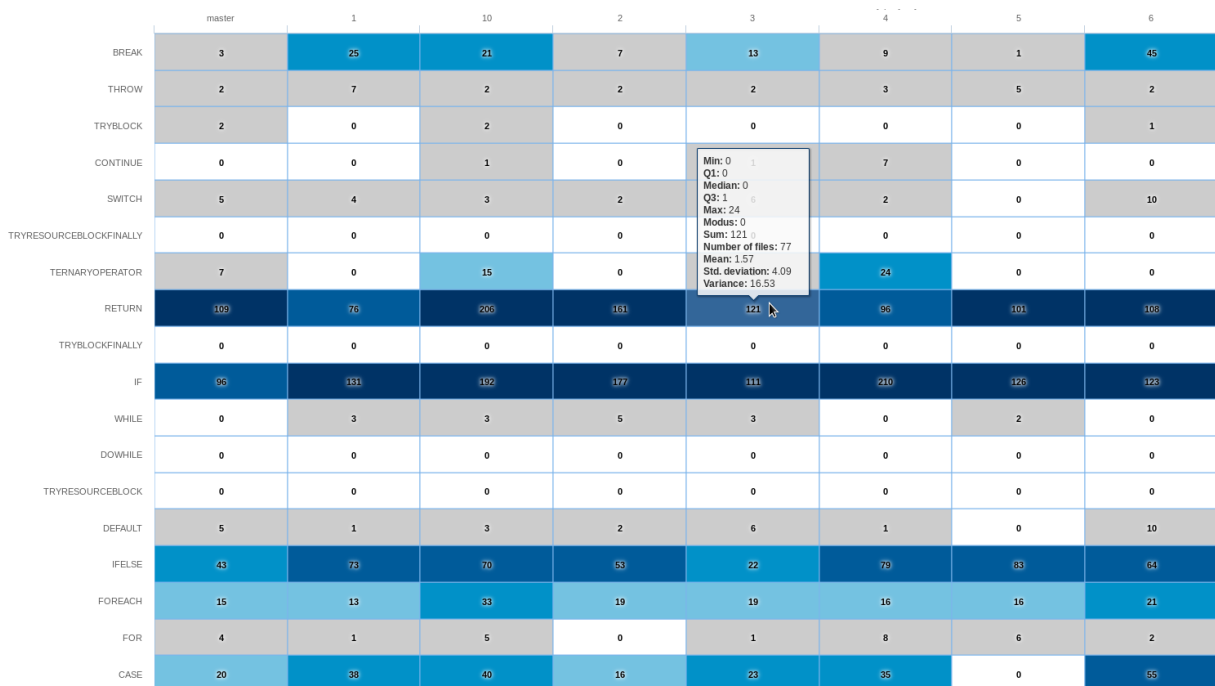 master 1 10 2 3 4 5 6
BREAK 3 25 21 7 13 9 1 45
THROW 2 7 2 2 2 3 5 2
TRYBLOCK 2 0 2 0 0 0 0 1
CONTINUE 0 0 1 0 1 7 0 0
SWITCH 5 4 3 2 6 2 0 10
TRYRESOURCEBLOCKFINALLY 0 0 0 0 0 0 0 0
TERNARYOPERATOR 7 0 15 0 24 0 0
Min: 0
Q1: 0
Median: 0
Q3: 1
Max: 24
Modus: 0
Sum: 121
Number of files: 77
Mean: 1.57
Std. deviation: 4.09
Variance: 16.53
RETURN 109 76 206 161 121 96 101 108
TRYBLOCKFINALLY 0 0 0 0 0 0 0 0
IF 96 131 192 177 111 210 126 123
WHILE 0 3 3 5 3 0 2 0
DOWHILE 0 0 0 0 0 0 0 0
TRYRESOURCEBLOCK 0 0 0 0 0 0 0 0
DEFAULT 5 1 3 2 6 1 0 10
IFELSE 43 73 70 53 22 79 83 64
FOREACH 15 13 33 19 19 16 16 21
FOR 4 1 5 0 1 8 6 2
CASE 20 38 40 16 23 35 0 55